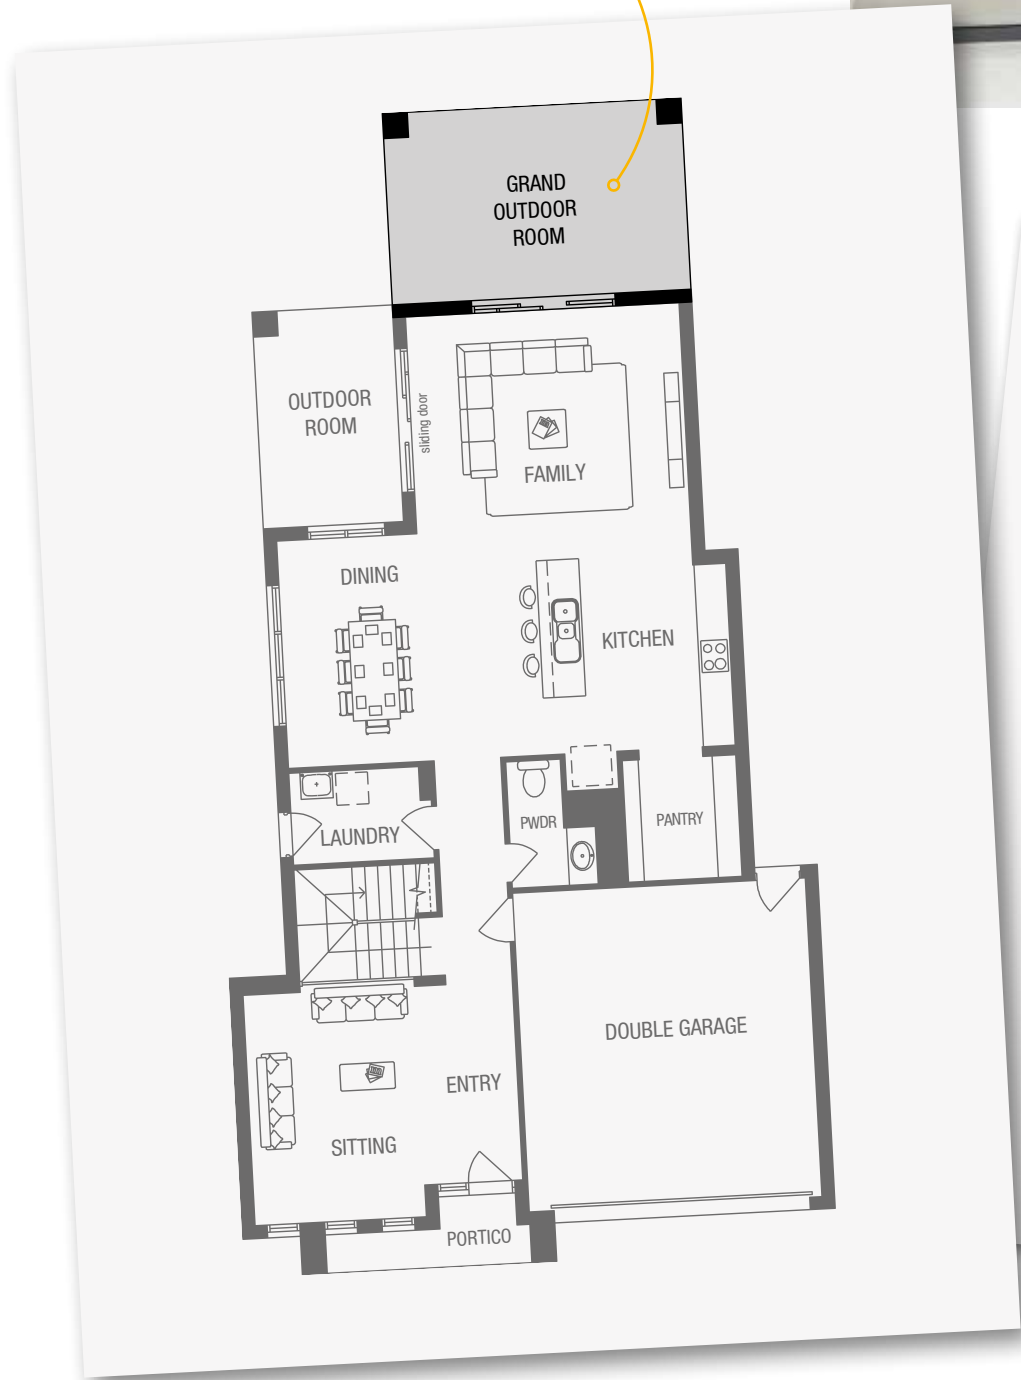 GRAND
OUTDOOR
ROOM
OUTDOOR
ROOM
sliding door
FAMILY
DINING
KITCHEN
LAUNDRY
PWDR
PANTRY
DOUBLE GARAGE
ENTRY
SITTING
PORTICO